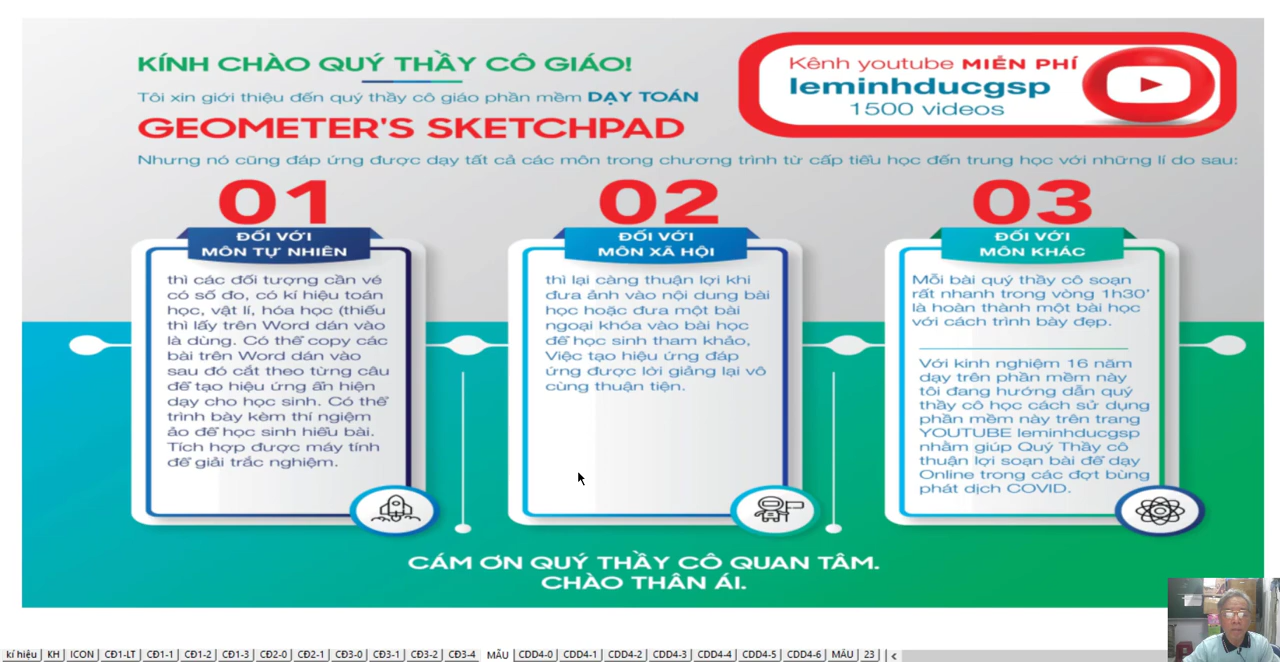 KÍNH CHÀO QUÝ THẦY CÔ GIÁO!
Tôi xin giới thiệu đến quý thầy cô giáo phần mềm DẠY TOÁN
GEOMETER'S SKETCHPAD
Kênh youtube MIỄN PHÍ
leminhducgsp
1500 videos
Nhưng nó cũng đáp ứng được dạy tất cả các môn trong chương trình từ cấp tiểu học đến trung học với những lí do sau:
01
ĐỐI VỚI
MÔN TỰ NHIÊN
thì các đối tượng cần vẽ
có số đo, có kí hiệu toán
học, vật lí, hóa học (thiếu
thì lấy trên Word dán vào
là dùng. Có thể copy các
bài trên Word dán vào
sau đó cắt theo từng câu
để tạo hiệu ứng ẩn hiện
dạy cho học sinh. Có thể
trình bày kèm thí ngiệm
ảo để học sinh hiểu bài.
Tích hợp được máy tính
để giải trắc nghiệm.
02
ĐỐI VỚI
MÔN XÃ HỘI
thì lại càng thuận lợi khi
đưa ảnh vào nội dung bài
học hoặc đưa một bài
ngoại khóa vào bài học
để học sinh tham khảo,
Việc tạo hiệu ứng đáp
ứng được lời giảng lại vô
cùng thuận tiện.
03
ĐỐI VỚI
MÔN KHÁC
Mỗi bài quý thầy cô soạn
rất nhanh trong vòng 1h30'
là hoàn thành một bài học
với cách trình bày đẹp.
Với kinh nghiệm 16 năm
dạy trên phần mềm này
tôi đang hướng dẫn quý
thầy cô học cách sử dụng
phần mềm này trên trang
YOUTUBE leminhducgsp
nhằm giúp Quý Thầy cô
thuận lợi soạn bài để dạy
Online trong các đợt bùng
phát dịch COVID.
CÁM ƠN QUÝ THẦY CÔ QUAN TÂM.
CHÀO THÂN ÁI.
kí hiệu KH ICON CĐ1-LT CĐ1-1 CĐ1-2 CĐ1-3 CĐ2-0 CĐ2-1 CĐ3-0 CĐ3-1 CĐ3-2 CĐ3-4 MẪU CDD4-0 CDD4-1 CDD4-2 CDD4-3 CDD4-4 CDD4-5 CDD4-6 MẪU 23